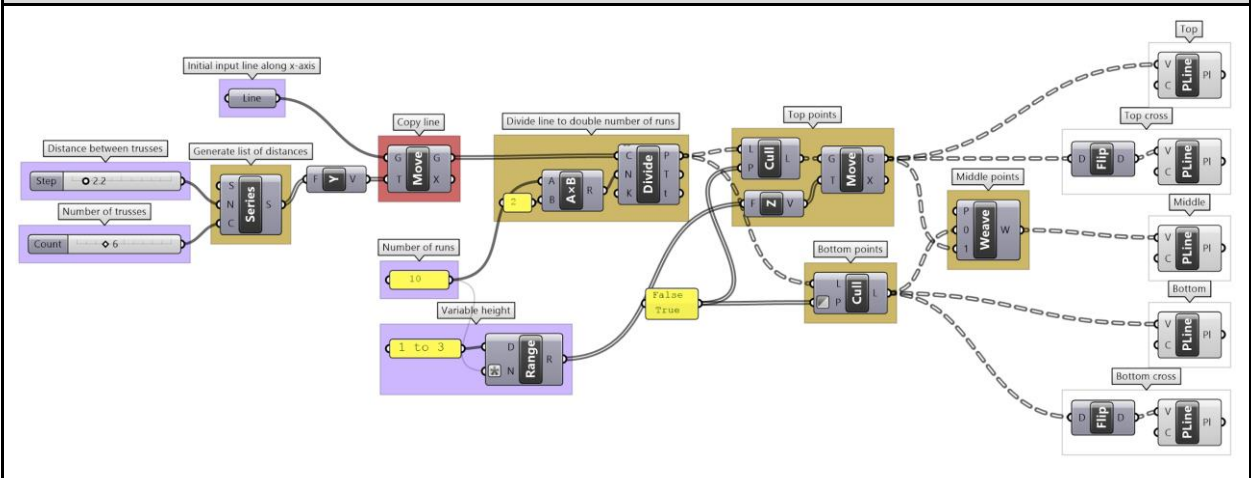 Initial input line along x-axis
Line
Distance between trusses
Step 2.2
Number of trusses
Count 6
Generate list of distances
S
N
C
Series
S
F
Y
V
Copy line
G
T
Move
G
X
Number of runs
10
Variable height
1 to 3
D
N
Range
R
Divide line to double number of runs
2
A
B
A×B
R
C
N
K
Divide
P
T
t
False
True
Top points
L
P
Cull
L
F
Z
V
G
T
Move
G
X
Bottom points
L
P
Cull
L
Middle points
P
0
1
Weave
W
Top
V
C
PLine
Pl
Top cross
D
Flip
D
V
C
PLine
Pl
Middle
V
C
PLine
Pl
Bottom
V
C
PLine
Pl
Bottom cross
D
Flip
D
V
C
PLine
Pl